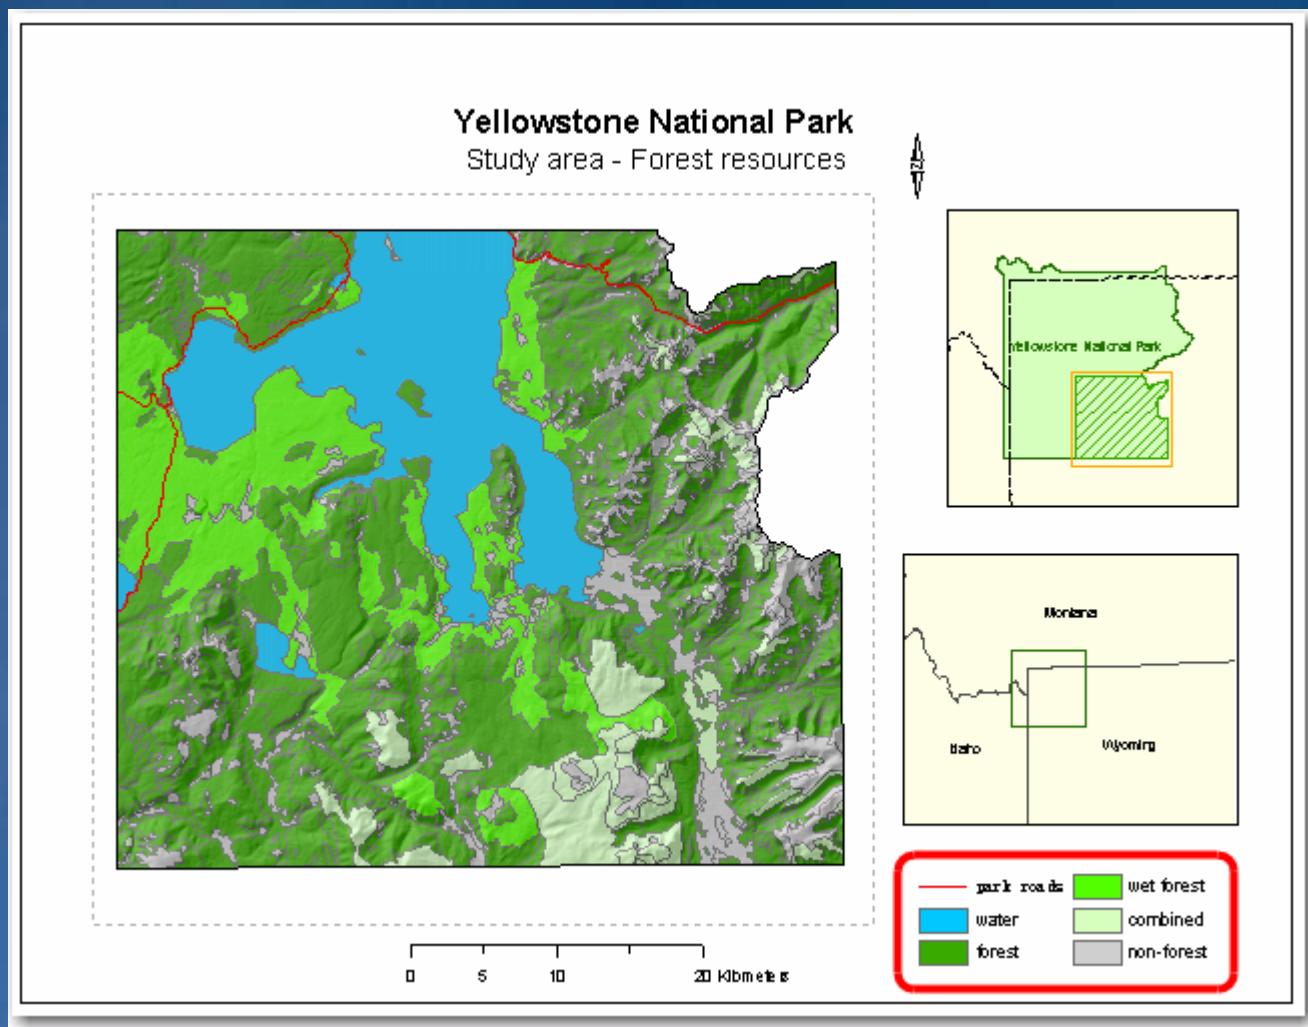 Yellowstone National Park
Study area - Forest resources
N
Yellowstone National Park
Montana
Idaho
Wyoming
park roads
wet forest
water
combined
forest
non-forest
0 5 10 20 Kilometers